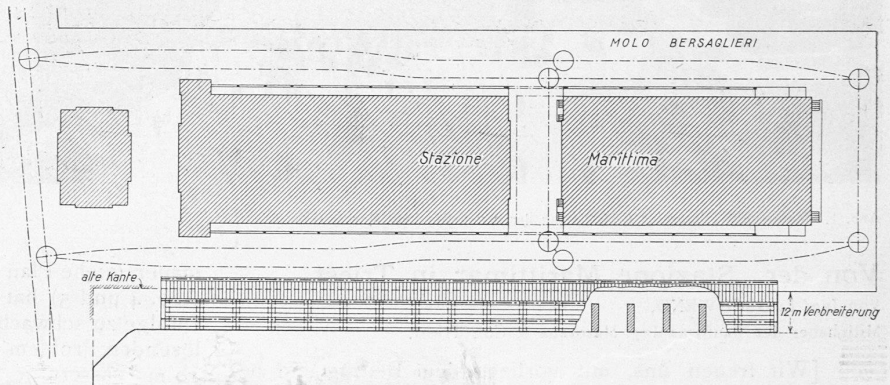 MOLO BERSAGLIERI
Stazione
Marittima
alte Kante
12 m Verbreiterung